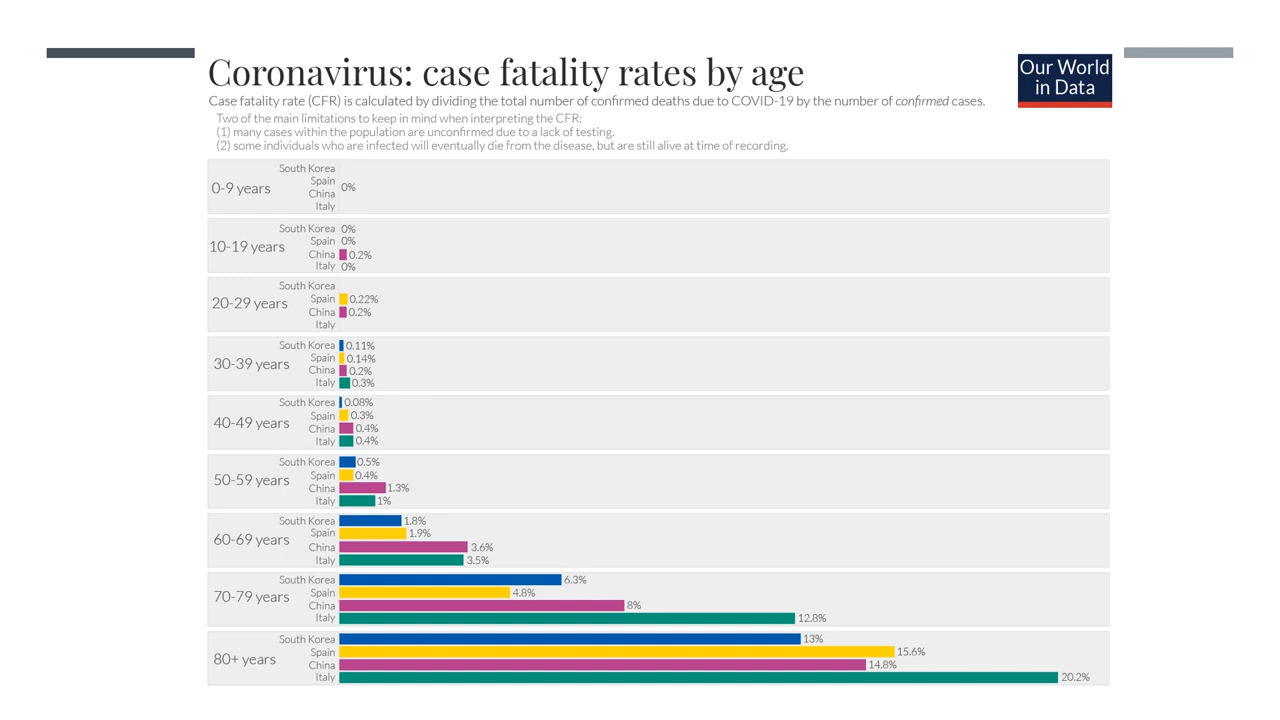 Coronavirus: case fatality rates by age
Our World
in Data
Case fatality rate (CFR) is calculated by dividing the total number of confirmed deaths due to COVID-19 by the number of confirmed cases.
Two of the main limitations to keep in mind when interpreting the CFR:
(1) many cases within the population are unconfirmed due to a lack of testing.
(2) some individuals who are infected will eventually die from the disease, but are still alive at time of recording.
0-9 years
South Korea
Spain
China
Italy
0%
10-19 years
South Korea 0%
Spain 0%
China 0.2%
Italy 0%
20-29 years
South Korea
Spain 0.22%
China 0.2%
Italy
30-39 years
South Korea 0.11%
Spain 0.14%
China 0.2%
Italy 0.3%
40-49 years
South Korea 0.08%
Spain 0.3%
China 0.4%
Italy 0.4%
50-59 years
South Korea 0.5%
Spain 0.4%
China 1.3%
Italy 1%
60-69 years
South Korea 1.8%
Spain 1.9%
China 3.6%
Italy 3.5%
70-79 years
South Korea 6.3%
Spain 4.8%
China 8%
Italy 12.8%
80+ years
South Korea 13%
Spain 15.6%
China 14.8%
Italy 20.2%